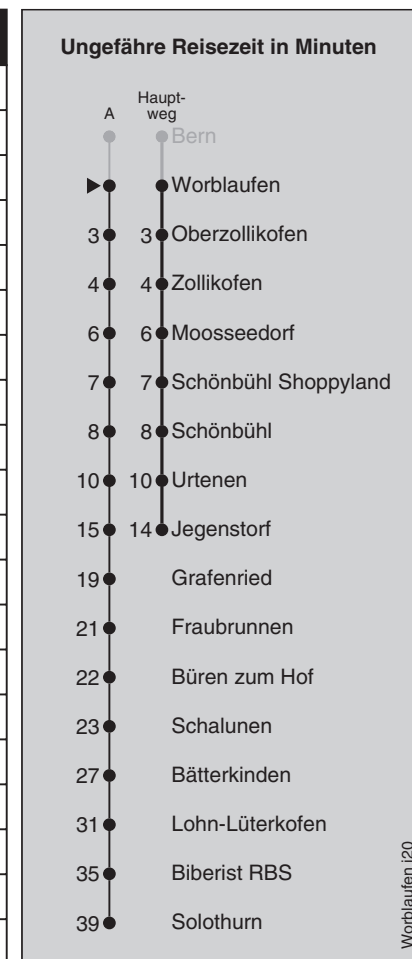 Ungefähre Reisezeit in Minuten
A Haupt-
weg
Bern
Worblaufen
3 3 Oberzollikofen
4 4 Zollikofen
6 6 Moosseedorf
7 7 Schönbühl Shoppyland
8 8 Schönbühl
10 10 Urtenen
15 14 Jegenstorf
19 Grafenried
21 Fraubrunnen
22 Büren zum Hof
23 Schalunen
27 Bätterkinden
31 Lohn-Lüterkofen
35 Biberist RBS
39 Solothurn
Worblaufen j20